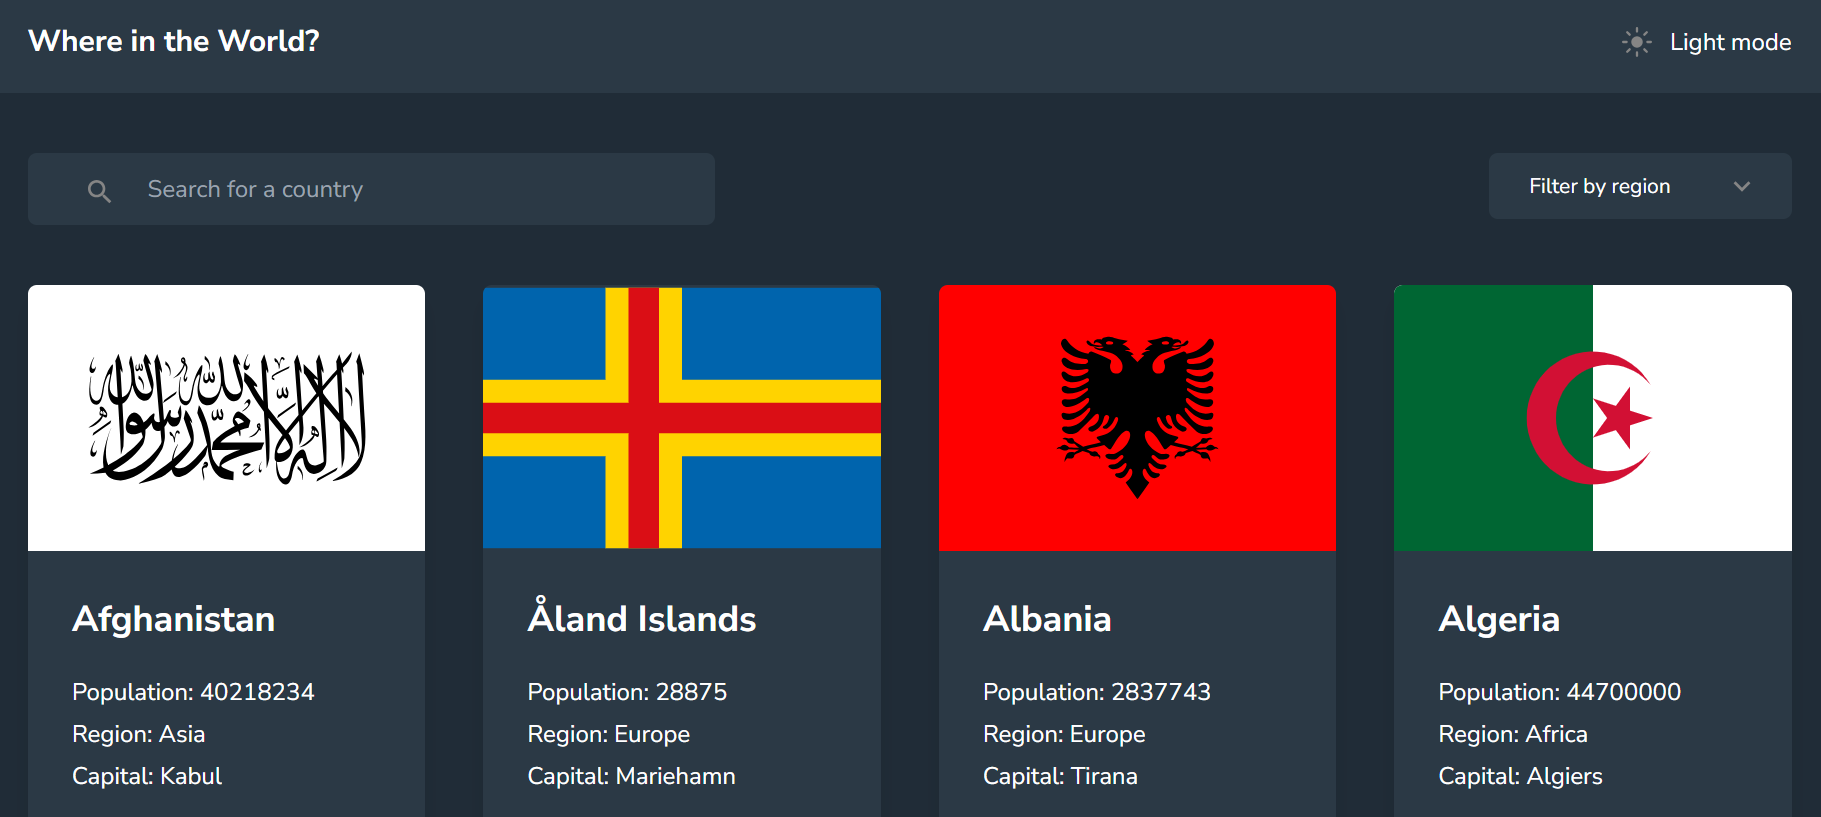 Where in the World?
Light mode
Search for a country
Filter by region
لا إله إلا الله محمد رسول الله
Afghanistan
Population: 40218234
Region: Asia
Capital: Kabul
Åland Islands
Population: 28875
Region: Europe
Capital: Mariehamn
Albania
Population: 2837743
Region: Europe
Capital: Tirana
Algeria
Population: 44700000
Region: Africa
Capital: Algiers